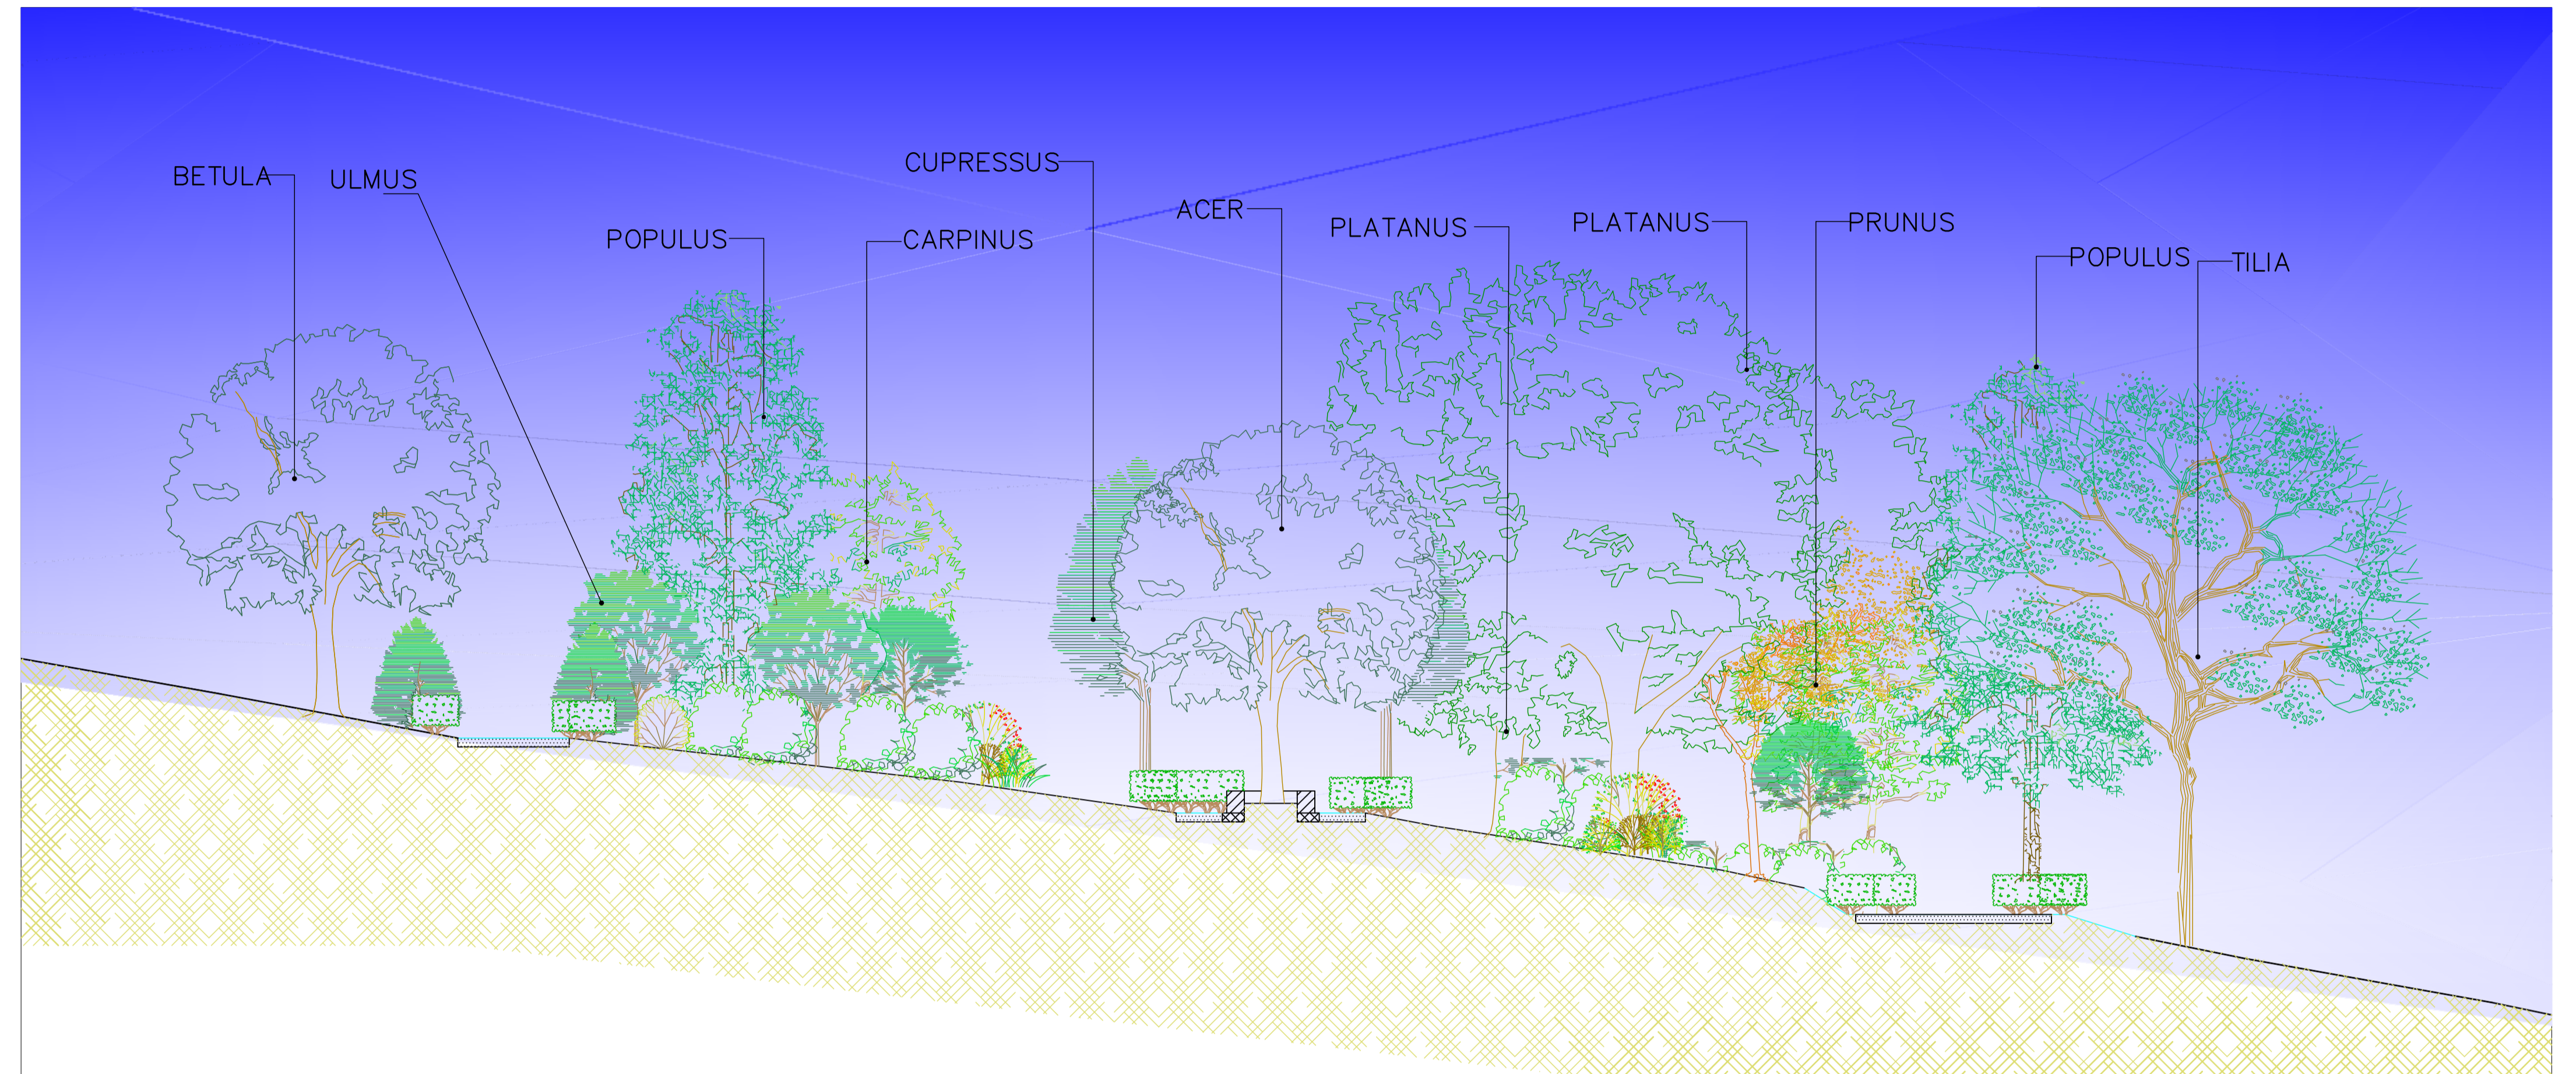 BETULA
ULMUS
POPULUS
CARPINUS
CUPRESSUS
ACER
PLATANUS
PLATANUS
PRUNUS
POPULUS
TILIA